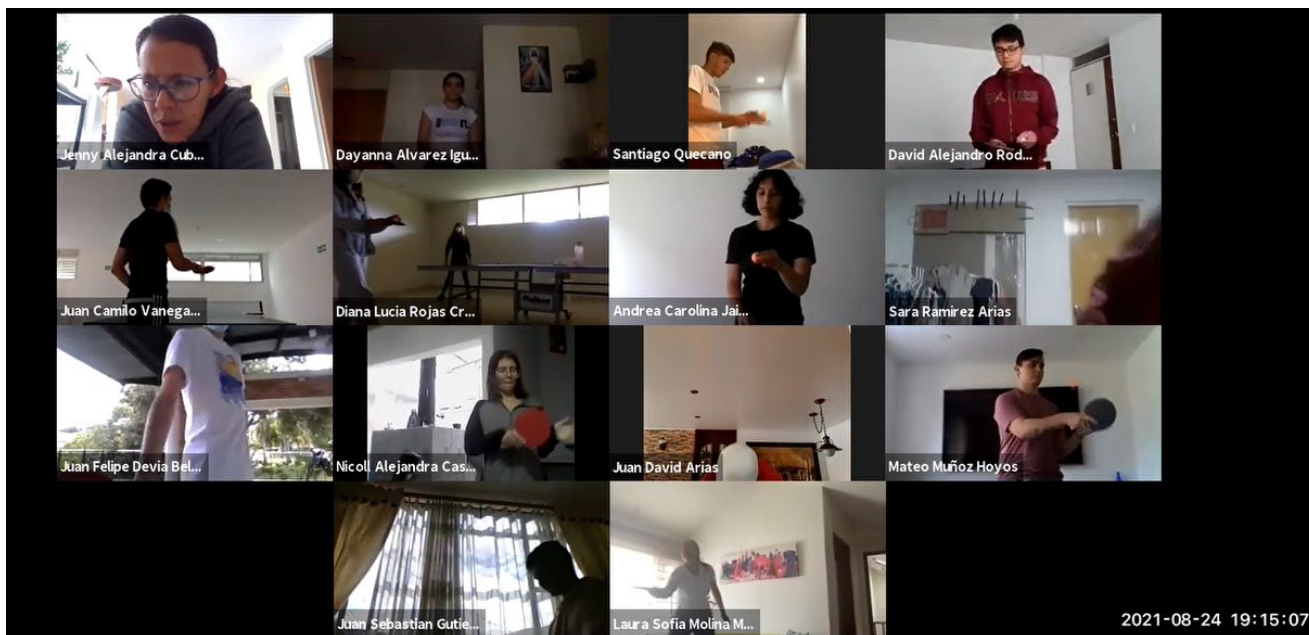 Jenny Alejandra Cub...
Dayanna Alvarez Igu...
Santiago Quecano
David Alejandro Rod...
Juan Camilo Vanega...
Diana Lucia Rojas Cr...
Andrea Carolina Jai...
Sara Ramirez Arias
Juan Felipe Devia Bel...
Nicoll Alejandra Cas...
Juan David Arias
Mateo Muñoz Hoyos
Juan Sebastian Gutie...
Laura Sofia Molina M...
2021-08-24 19:15:07